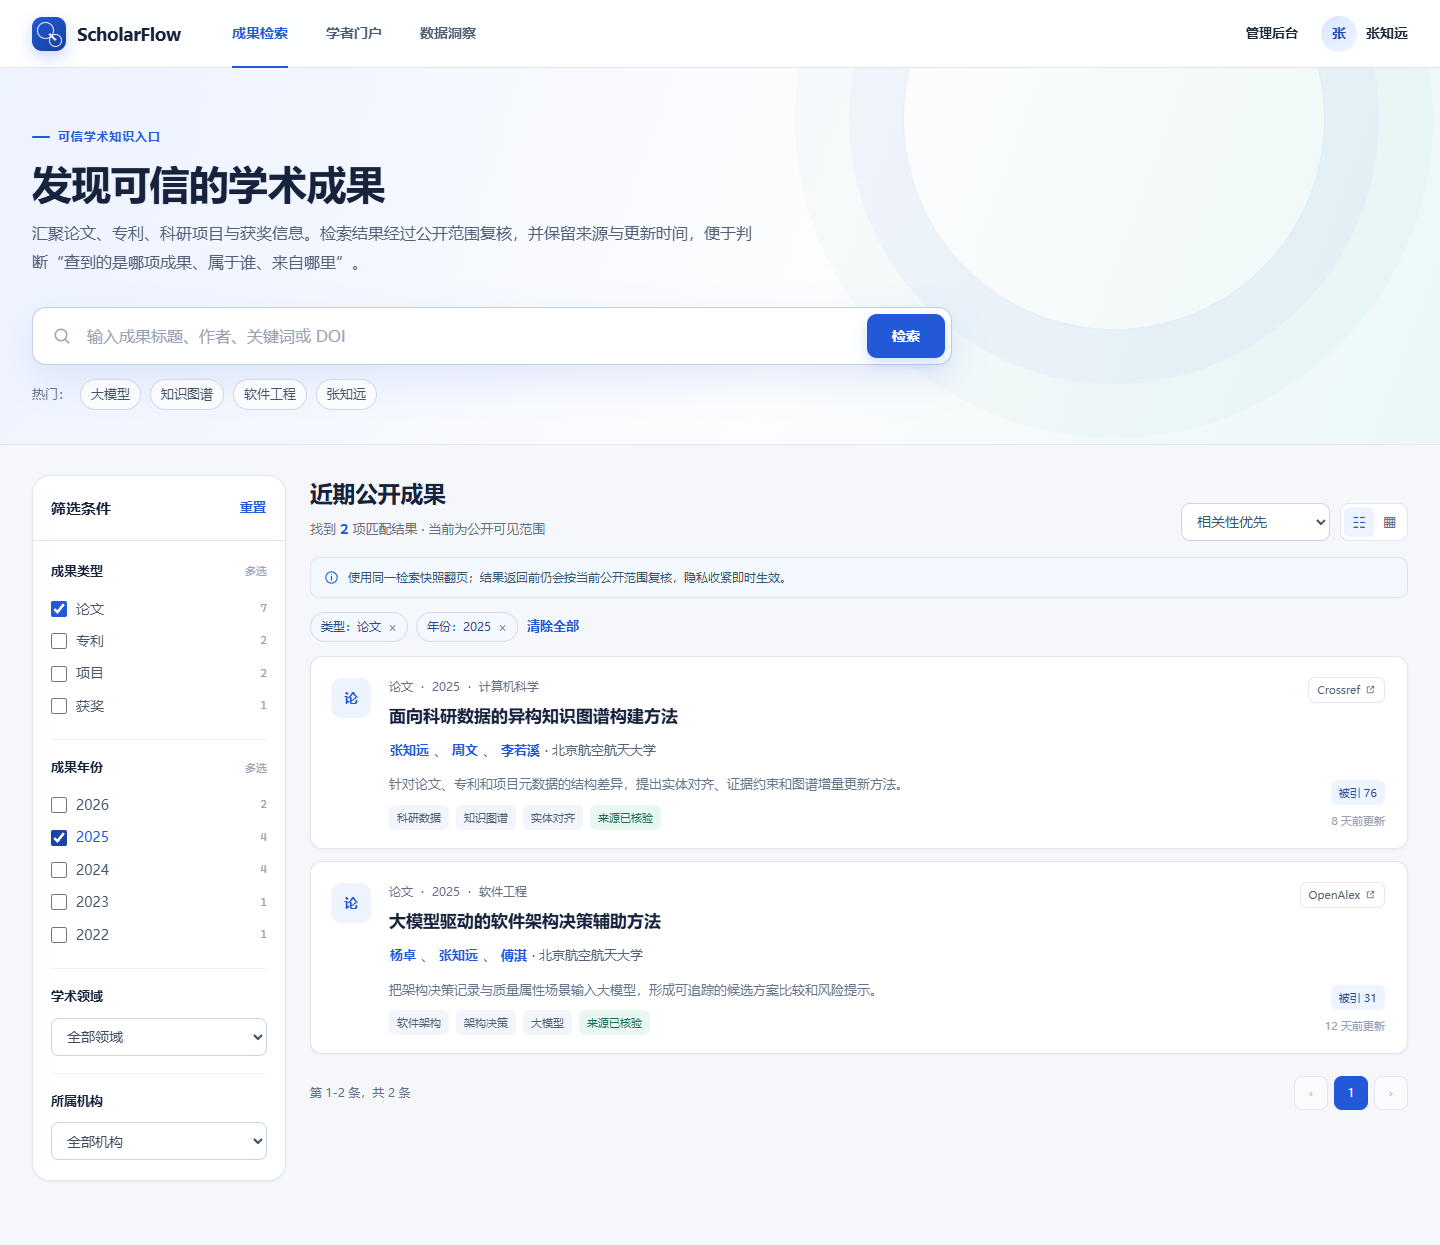 ScholarFlow
成果检索
学者门户
数据洞察
管理后台
张
张知远
可信学术知识入口
发现可信的学术成果
汇聚论文、专利、科研项目与获奖信息。检索结果经过公开范围复核，并保留来源与更新时间，便于判
断“查到的是哪项成果、属于谁、来自哪里”。
输入成果标题、作者、关键词或 DOI
检索
热门：
大模型
知识图谱
软件工程
张知远
筛选条件
重置
成果类型
多选
论文
7
专利
2
项目
2
获奖
1
成果年份
多选
2026
2
2025
4
2024
4
2023
1
2022
1
学术领域
全部领域
所属机构
全部机构
近期公开成果
找到 2 项匹配结果 · 当前为公开可见范围
相关性优先
使用同一检索快照翻页；结果返回前仍会按当前公开范围复核，隐私收紧即时生效。
类型：论文 ×
年份：2025 ×
清除全部
论
论文 · 2025 · 计算机科学
Crossref
面向科研数据的异构知识图谱构建方法
张知远 、 周文 、 李若溪 · 北京航空航天大学
针对论文、专利和项目元数据的结构差异，提出实体对齐、证据约束和图谱增量更新方法。
被引 76
科研数据
知识图谱
实体对齐
来源已核验
8 天前更新
论
论文 · 2025 · 软件工程
OpenAlex
大模型驱动的软件架构决策辅助方法
杨卓 、 张知远 、 傅淇 · 北京航空航天大学
把架构决策记录与质量属性场景输入大模型，形成可追踪的候选方案比较和风险提示。
被引 31
软件架构
架构决策
大模型
来源已核验
12 天前更新
第 1-2 条，共 2 条
‹
1
›